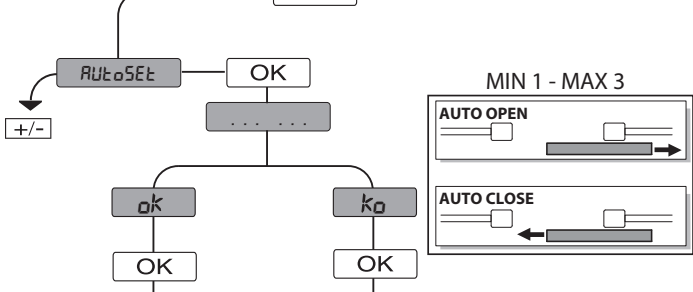 AUtoSEt
OK
+/-
... ...
ok
ko
OK
OK
MIN 1 - MAX 3
AUTO OPEN
AUTO CLOSE